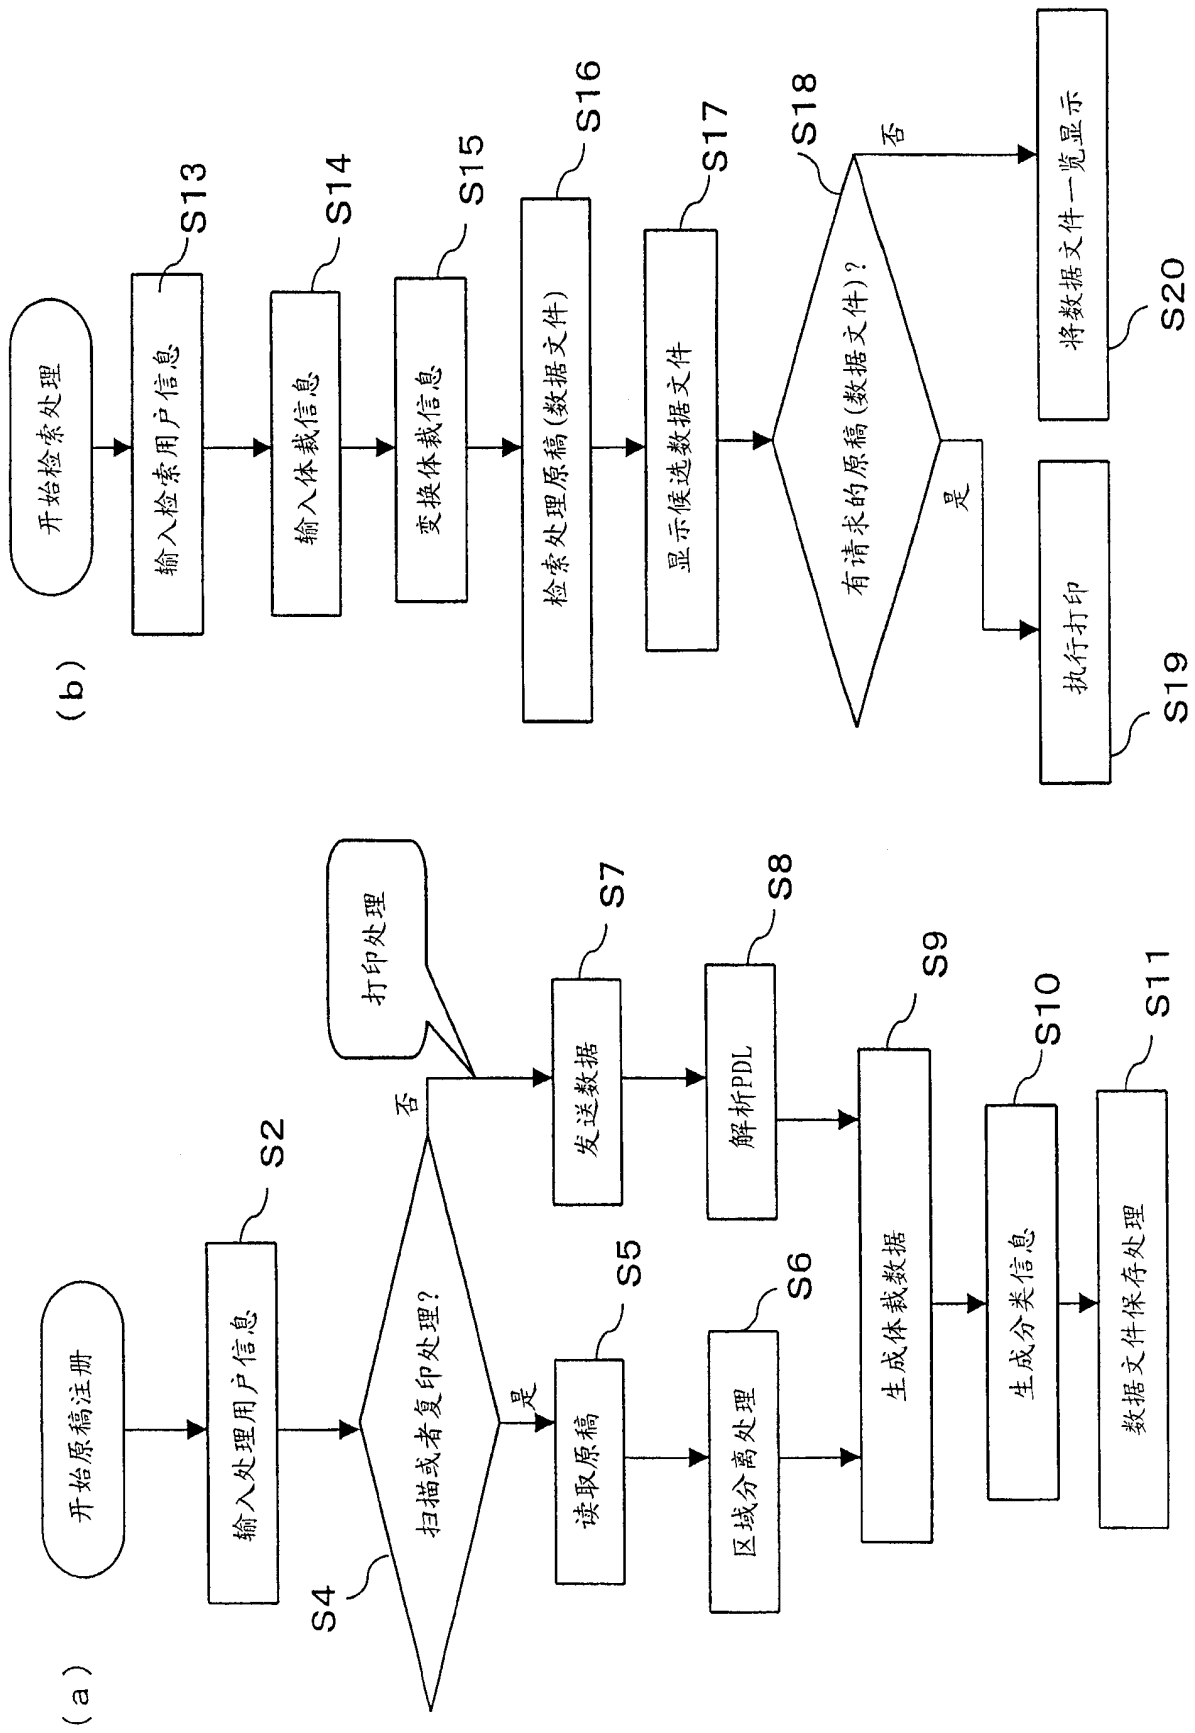 (a)
开始原稿注册
输入处理用户信息
S2
扫描或者复印处理?
S4
是
否
打印处理
读取原稿
S5
发送数据
S7
区域分离处理
S6
解析PDL
S8
生成体裁数据
S9
生成分类信息
S10
数据文件保存处理
S11
(b)
开始检索处理
输入检索用户信息
S13
输入体裁信息
S14
变换体裁信息
S15
检索处理原稿(数据文件)
S16
显示候选数据文件
S17
有请求的原稿(数据文件)?
S18
是
否
执行打印
S19
将数据文件一览显示
S20